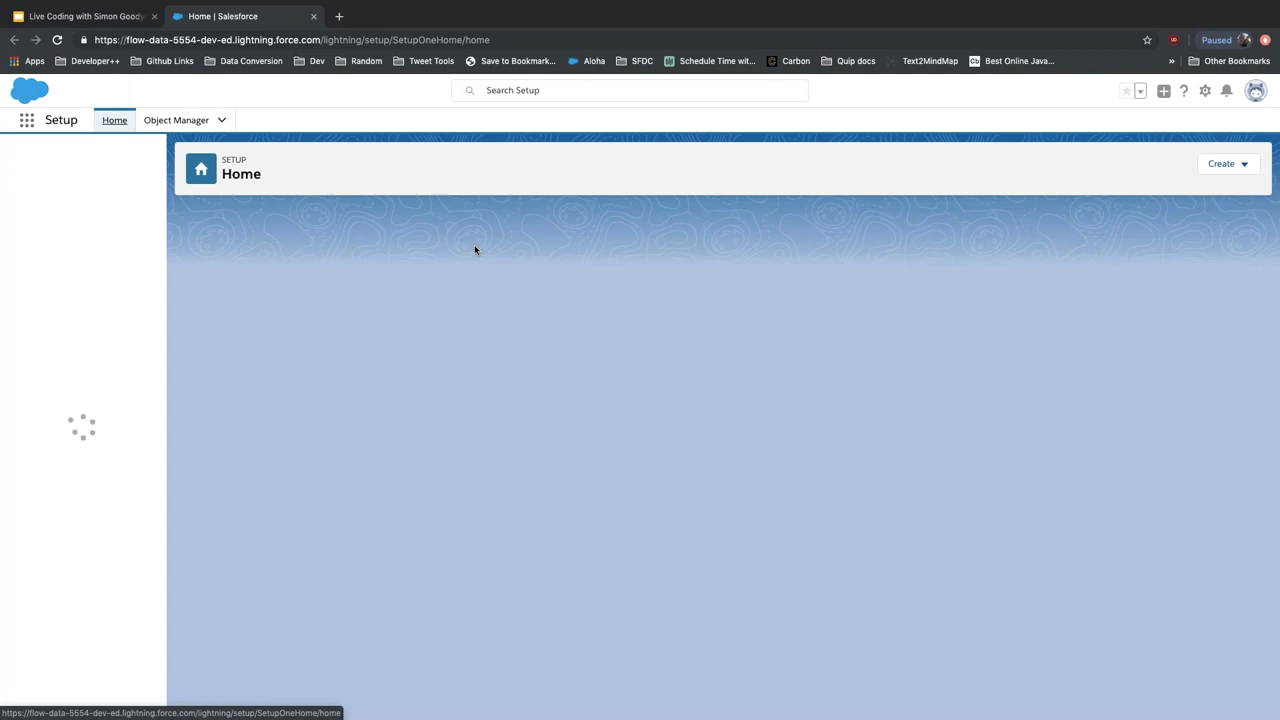 Live Coding with Simon Goody
Home | Salesforce
https://flow-data-5554-dev-ed.lightning.force.com/lightning/setup/SetupOneHome/home
Paused
Apps
Developer++
Github Links
Data Conversion
Dev
Random
Tweet Tools
Save to Bookmark...
Aloha
SFDC
Schedule Time wit...
Carbon
Quip docs
Text2MindMap
Cb
Best Online Java...
»
Other Bookmarks
Search Setup
Setup
Home
Object Manager
SETUP
Home
Create
https://flow-data-5554-dev-ed.lightning.force.com/lightning/setup/SetupOneHome/home